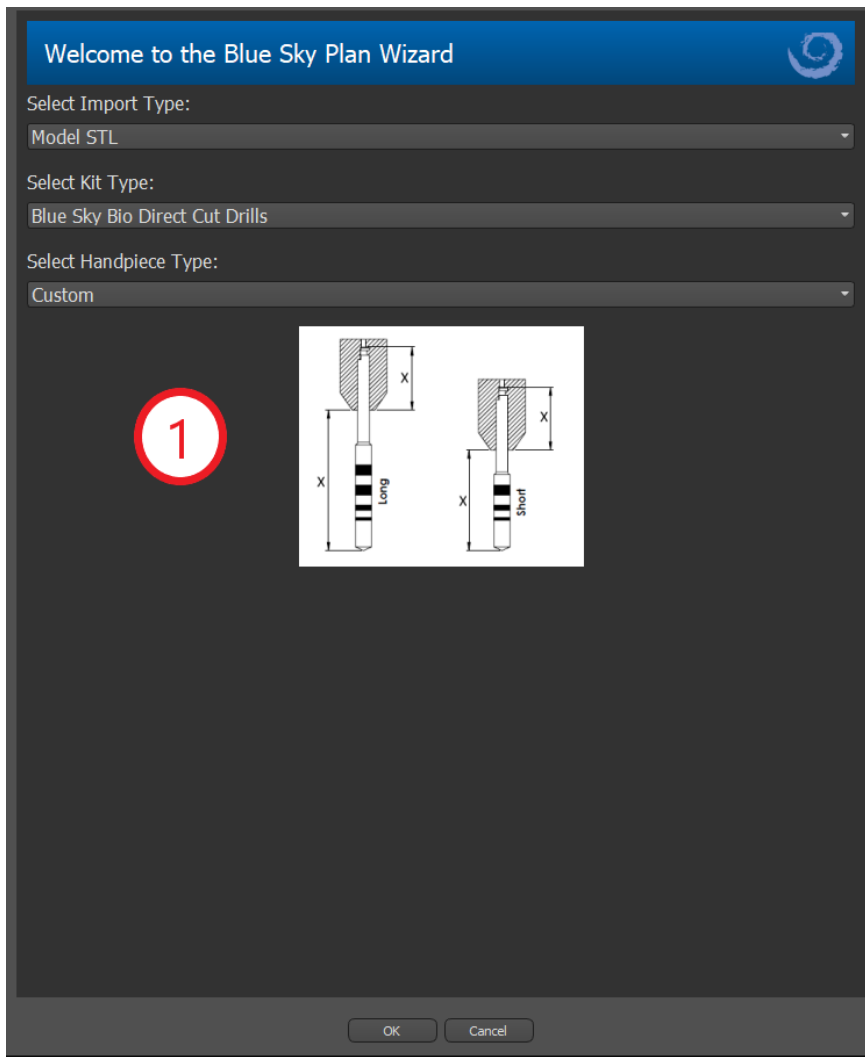 Welcome to the Blue Sky Plan Wizard
Select Import Type:
Model STL
Select Kit Type:
Blue Sky Bio Direct Cut Drills
Select Handpiece Type:
Custom
1
X
X
X
X
Long
Short
OK
Cancel